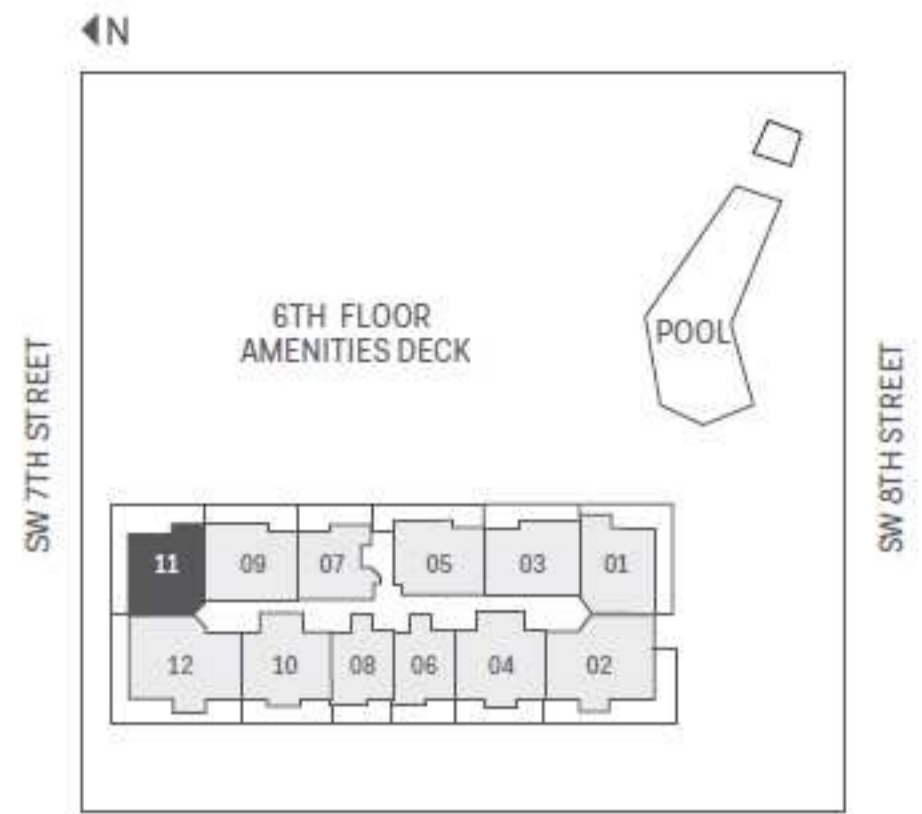 N
6TH FLOOR
AMENITIES DECK
POOL
SW 7TH STREET
SW 8TH STREET
11
09
07
05
03
01
12
10
08
06
04
02